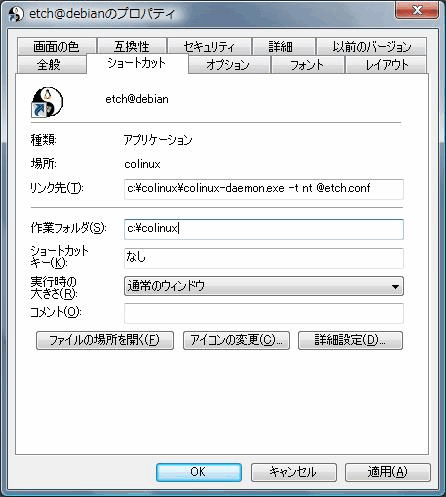 etch@debianのプロパティ
画面の色 互換性 セキュリティ 詳細 以前のバージョン
全般 ショートカット オプション フォント レイアウト
etch@debian
種類: アプリケーション
場所: colinux
リンク先(T): c:¥colinux¥colinux-daemon.exe -t nt @etch.conf
作業フォルダ(S): c:¥colinux
ショートカット
キー(K): なし
実行時の
大きさ(R): 通常のウィンドウ
コメント(O):
ファイルの場所を開く(F) アイコンの変更(C)... 詳細設定(D)...
OK キャンセル 適用(A)